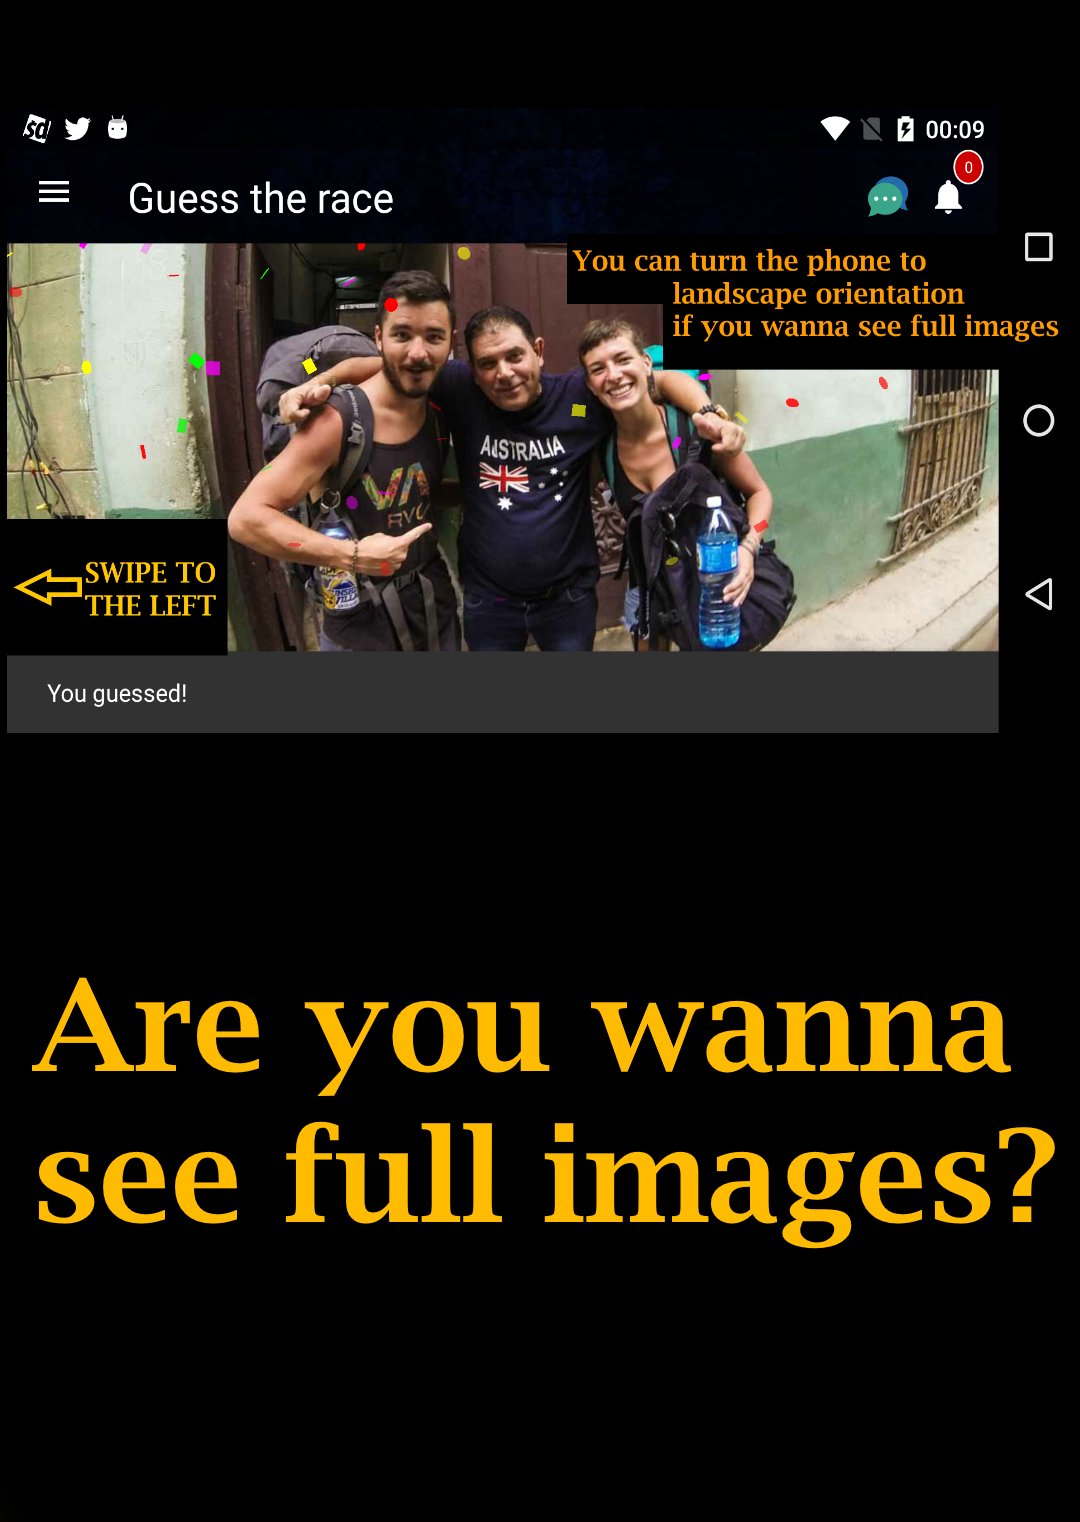 00:09
0
Guess the race
You can turn the phone to
landscape orientation
if you wanna see full images
AUSTRALIA
RVC
SWIPE TO
THE LEFT
You guessed!
Are you wanna
see full images?